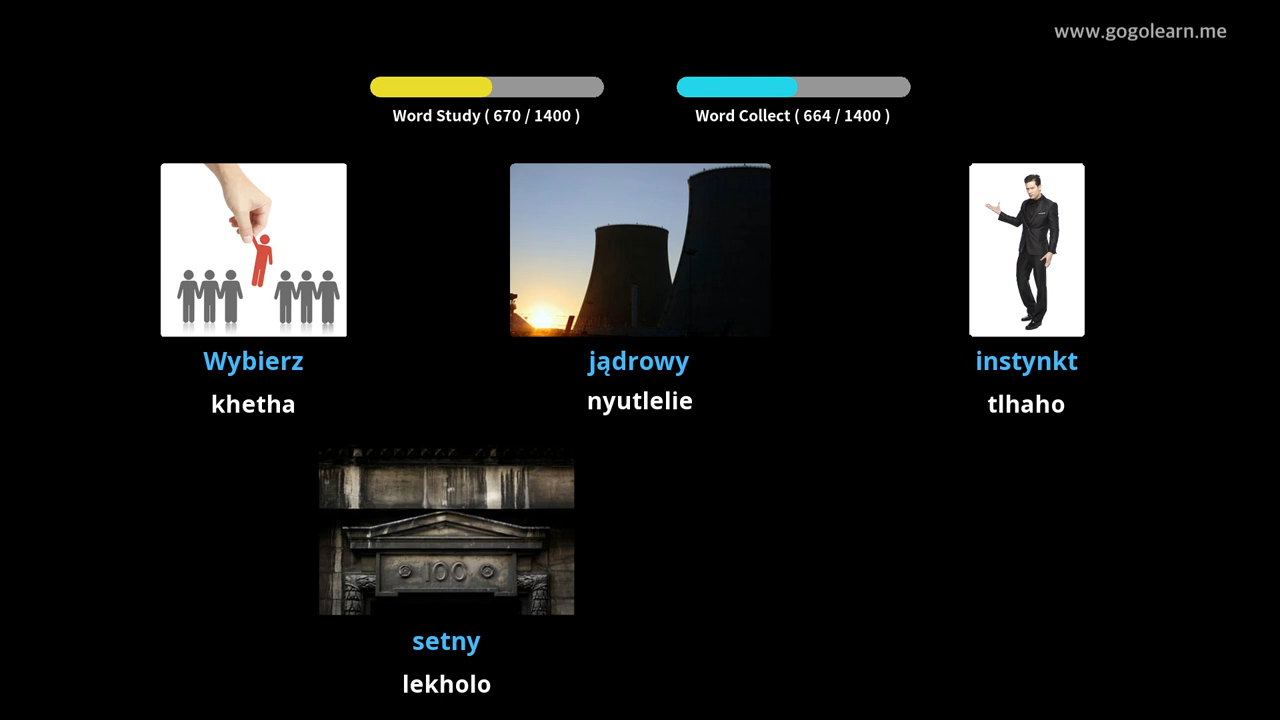 www.gogolearn.me
Word Study ( 670 / 1400 )
Word Collect ( 664 / 1400 )
Wybierz
khetha
jądrowy
nyutlelie
instynkt
tlhaho
100
setny
lekholo